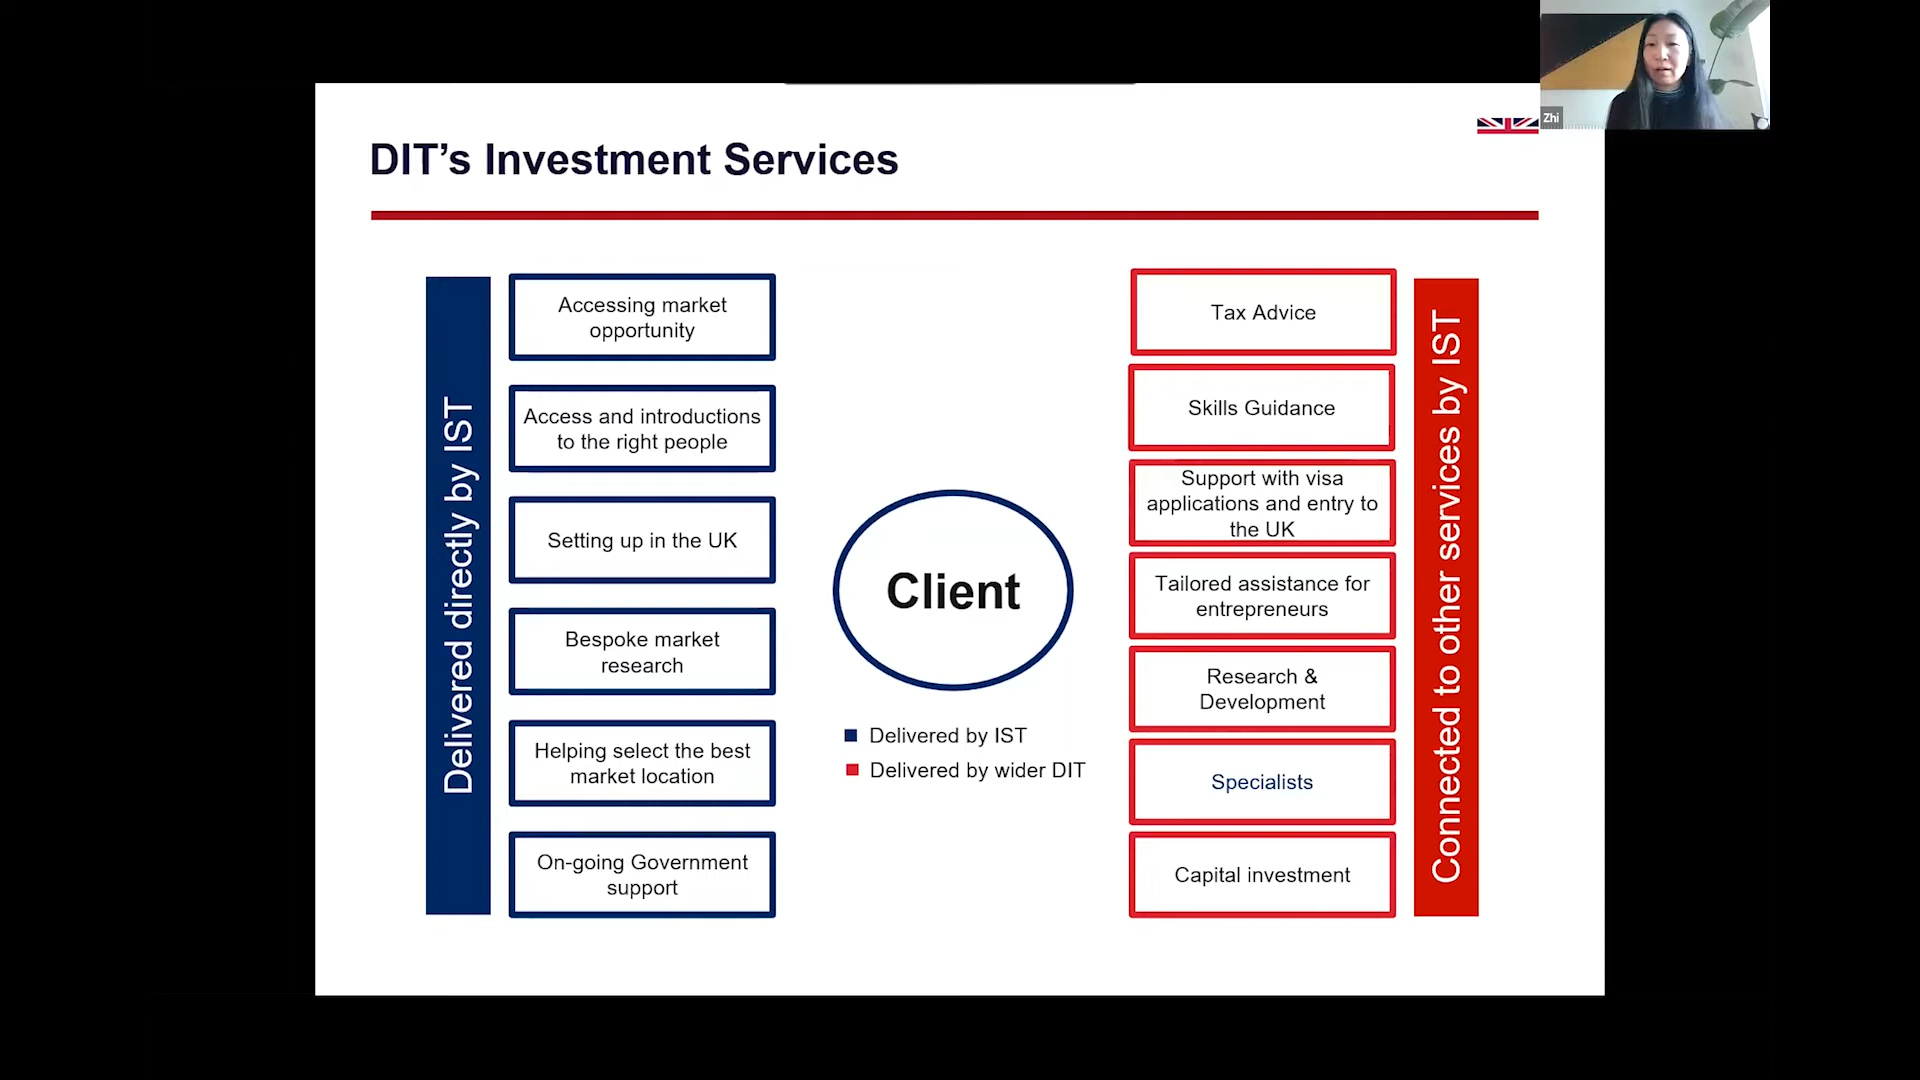 Zhi
DIT’s Investment Services
Delivered directly by IST
Accessing market
opportunity
Access and introductions
to the right people
Setting up in the UK
Bespoke market
research
Helping select the best
market location
On-going Government
support
Client
Delivered by IST
Delivered by wider DIT
Tax Advice
Skills Guidance
Support with visa
applications and entry to
the UK
Tailored assistance for
entrepreneurs
Research &
Development
Specialists
Capital investment
Connected to other services by IST